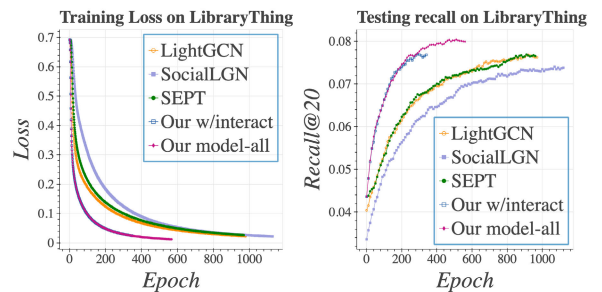 Training Loss on LibraryThing
0.7
0.6
0.5
0.4
0.3
0.2
0.1
0
Loss
LightGCN
SocialLGN
SEPT
Our w/interact
Our model-all
0 200 400 600 800 1000
Epoch
Testing recall on LibraryThing
0.08
0.07
0.06
0.05
0.04
Recall@20
LightGCN
SocialLGN
SEPT
Our w/interact
Our model-all
0 200 400 600 800 1000
Epoch